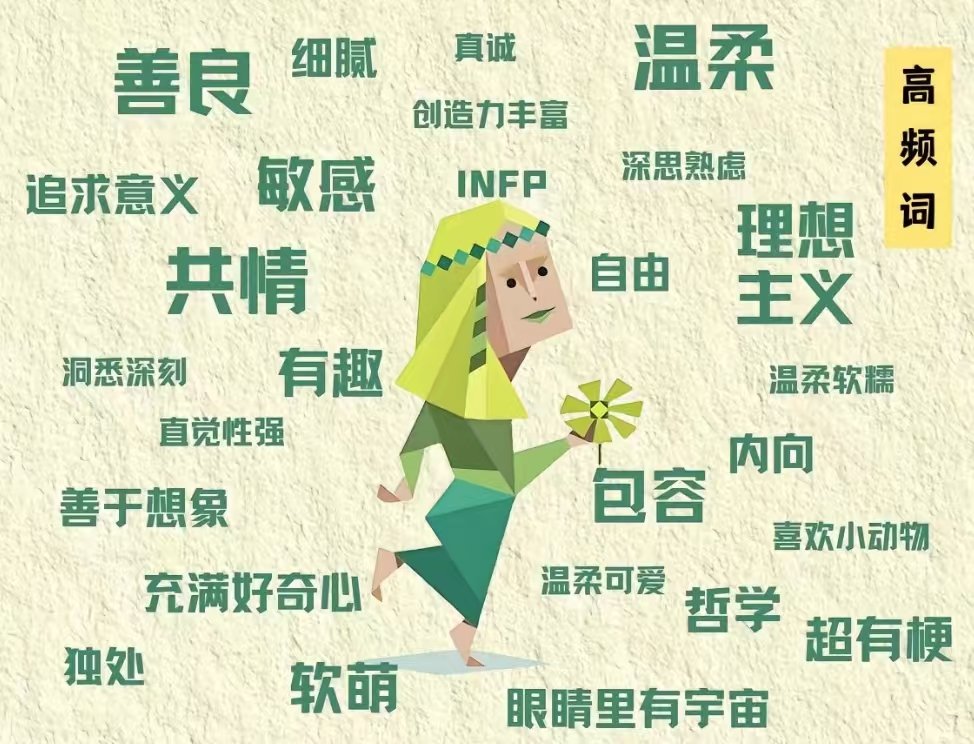 善良
细腻
真诚
温柔
高频词
创造力丰富
追求意义
敏感
INFP
深思熟虑
理想
主义
共情
自由
洞悉深刻
有趣
温柔软糯
直觉性强
内向
善于想象
包容
喜欢小动物
充满好奇心
温柔可爱
哲学
超有梗
独处
软萌
眼睛里有宇宙